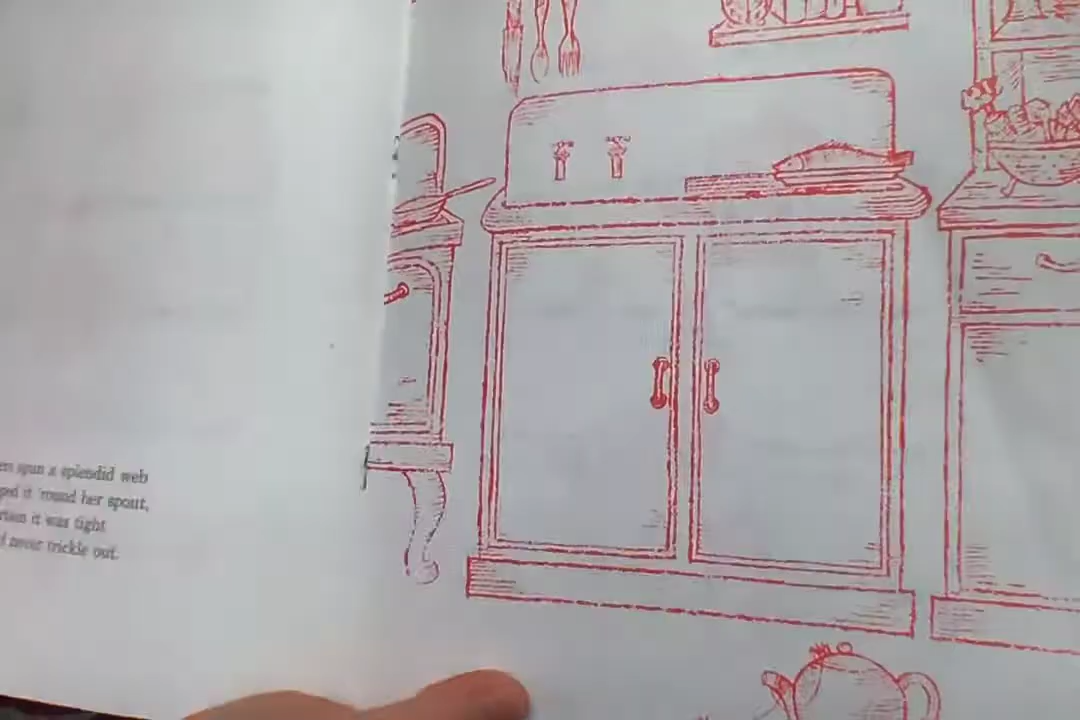 spun a splendid web
it 'round her spout,
it was tight
never trickle out.